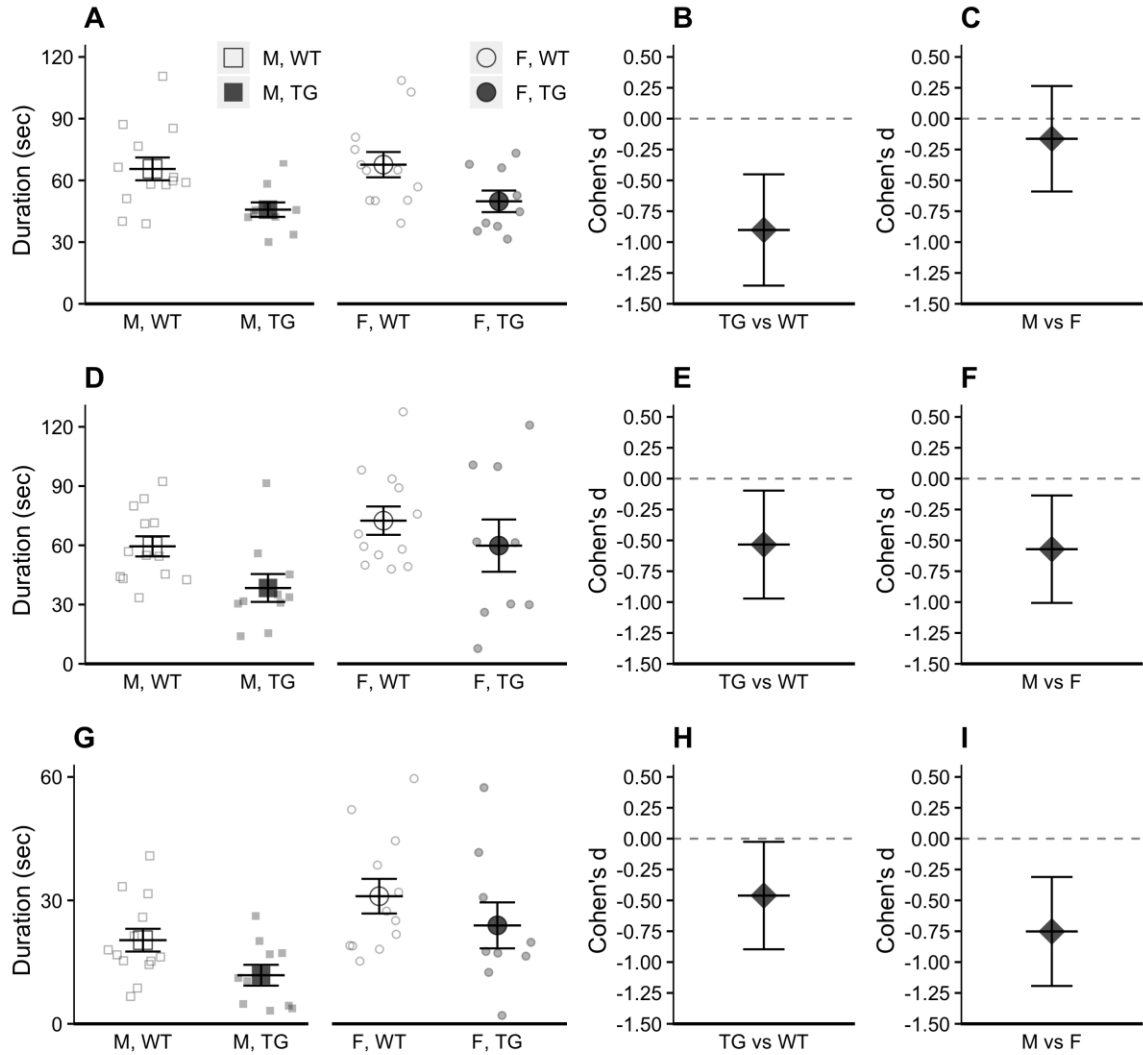 A
B
C
M, WT
F, WT
M, TG
F, TG
Duration (sec)
120
90
60
30
0
M, WT
M, TG
F, WT
F, TG
Cohen's d
0.50
0.25
0.00
-0.25
-0.50
-0.75
-1.00
-1.25
-1.50
TG vs WT
Cohen's d
0.50
0.25
0.00
-0.25
-0.50
-0.75
-1.00
-1.25
-1.50
M vs F
D
E
F
Duration (sec)
120
90
60
30
0
M, WT
M, TG
F, WT
F, TG
Cohen's d
0.50
0.25
0.00
-0.25
-0.50
-0.75
-1.00
-1.25
-1.50
TG vs WT
Cohen's d
0.50
0.25
0.00
-0.25
-0.50
-0.75
-1.00
-1.25
-1.50
M vs F
G
H
I
Duration (sec)
60
30
0
M, WT
M, TG
F, WT
F, TG
Cohen's d
0.50
0.25
0.00
-0.25
-0.50
-0.75
-1.00
-1.25
-1.50
TG vs WT
Cohen's d
0.50
0.25
0.00
-0.25
-0.50
-0.75
-1.00
-1.25
-1.50
M vs F